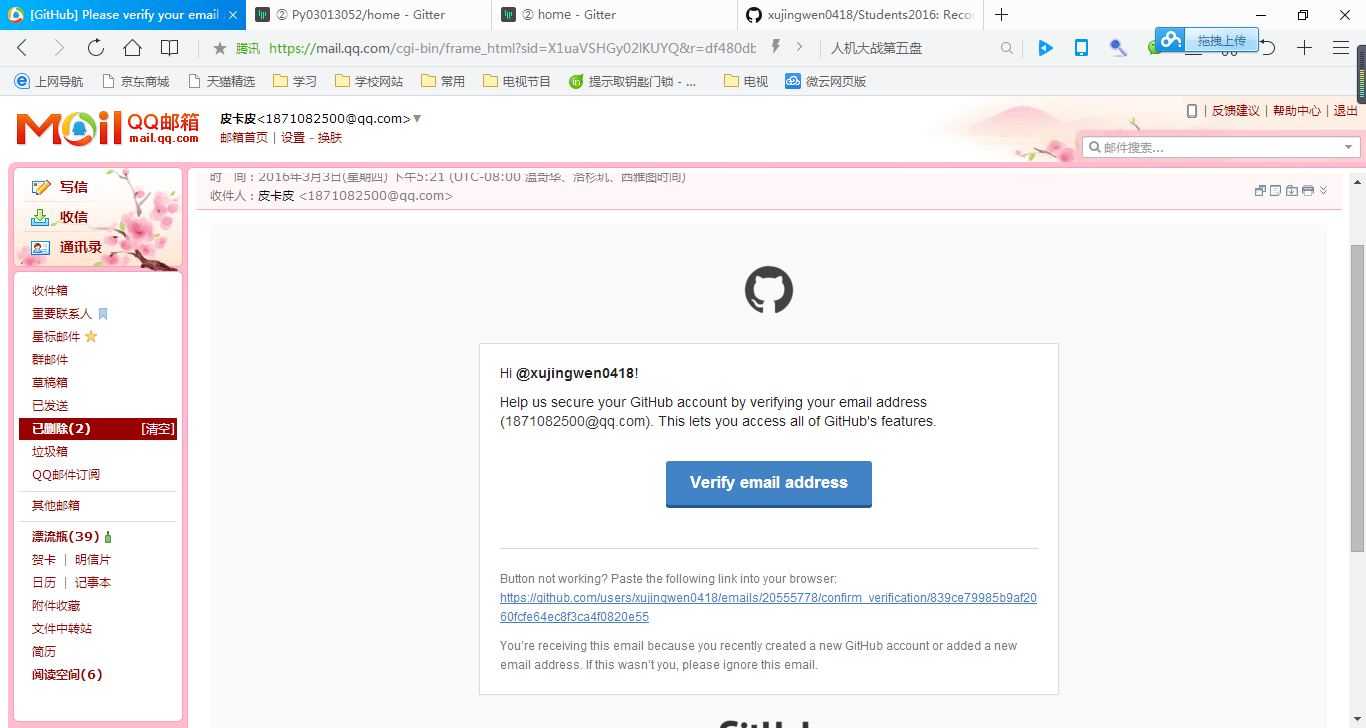 [GitHub] Please verify your email
② Py03013052/home - Gitter
② home - Gitter
xujingwen0418/Students2016: Reco
腾讯 https://mail.qq.com/cgi-bin/frame_html?sid=X1uaVSHGy02lKUYQ&r=df480db
人机大战第五盘
拖拽上传
上网导航
京东商城
天猫精选
学习
学校网站
常用
电视节目
提示取钥匙门锁 - ...
电视
微云网页版
Mail QQ邮箱
mail.qq.com
皮卡皮<1871082500@qq.com>
邮箱首页 | 设置 - 换肤
| 反馈建议 | 帮助中心 | 退出
邮件搜索...
写信
收信
通讯录
收件箱
重要联系人
星标邮件
群邮件
草稿箱
已发送
已删除(2) [清空]
垃圾箱
QQ邮件订阅
其他邮箱
漂流瓶(39)
贺卡 | 明信片
日历 | 记事本
附件收藏
文件中转站
简历
阅读空间(6)
时 间：2016年3月3日(星期四) 下午5:21 (UTC-08:00 温哥华、洛杉矶、西雅图时间)
收件人：皮卡皮 <1871082500@qq.com>
Hi @xujingwen0418!
Help us secure your GitHub account by verifying your email address
(1871082500@qq.com). This lets you access all of GitHub's features.
Verify email address
Button not working? Paste the following link into your browser:
https://github.com/users/xujingwen0418/emails/20555778/confirm_verification/839ce79985b9af20
60fcfe64ec8f3ca4f0820e55
You're receiving this email because you recently created a new GitHub account or added a new
email address. If this wasn't you, please ignore this email.
GitHub